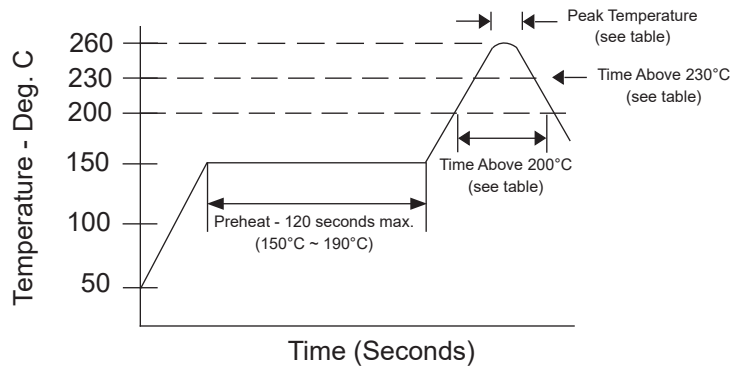 Peak Temperature
(see table)
260
230
Time Above 230°C
(see table)
200
150
Time Above 200°C
(see table)
Preheat - 120 seconds max.
(150°C ~ 190°C)
100
50
Temperature - Deg. C
Time (Seconds)